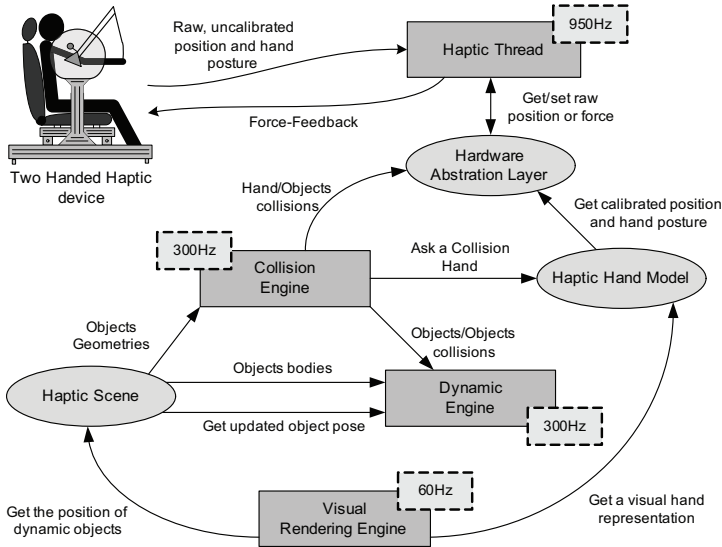 950Hz
Raw, uncalibrated
position and hand
posture
Haptic Thread
Force-Feedback
Get/set raw
position or force
Two Handed Haptic
device
Hardware
Abstration Layer
Hand/Objects
collisions
Get calibrated position
and hand posture
300Hz
Collision
Engine
Ask a Collision
Hand
Haptic Hand Model
Objects
Geometries
Objects/Objects
collisions
Objects bodies
Haptic Scene
Dynamic
Engine
Get updated object pose
300Hz
60Hz
Get the position of
dynamic objects
Visual
Rendering Engine
Get a visual hand
representation